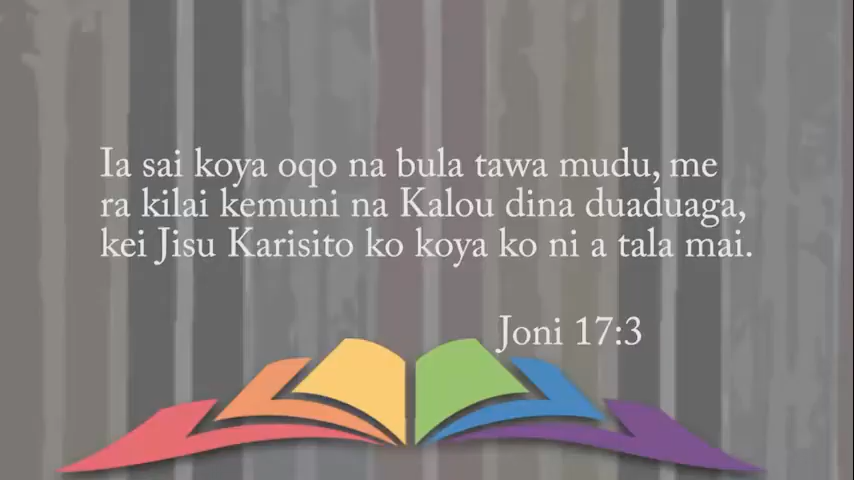 Ia sai koya oqo na bula tawa mudu, me
ra kilai kemuni na Kalou dina duaduaga,
kei Jisu Karisito ko koya ko ni a tala mai.
Joni 17:3